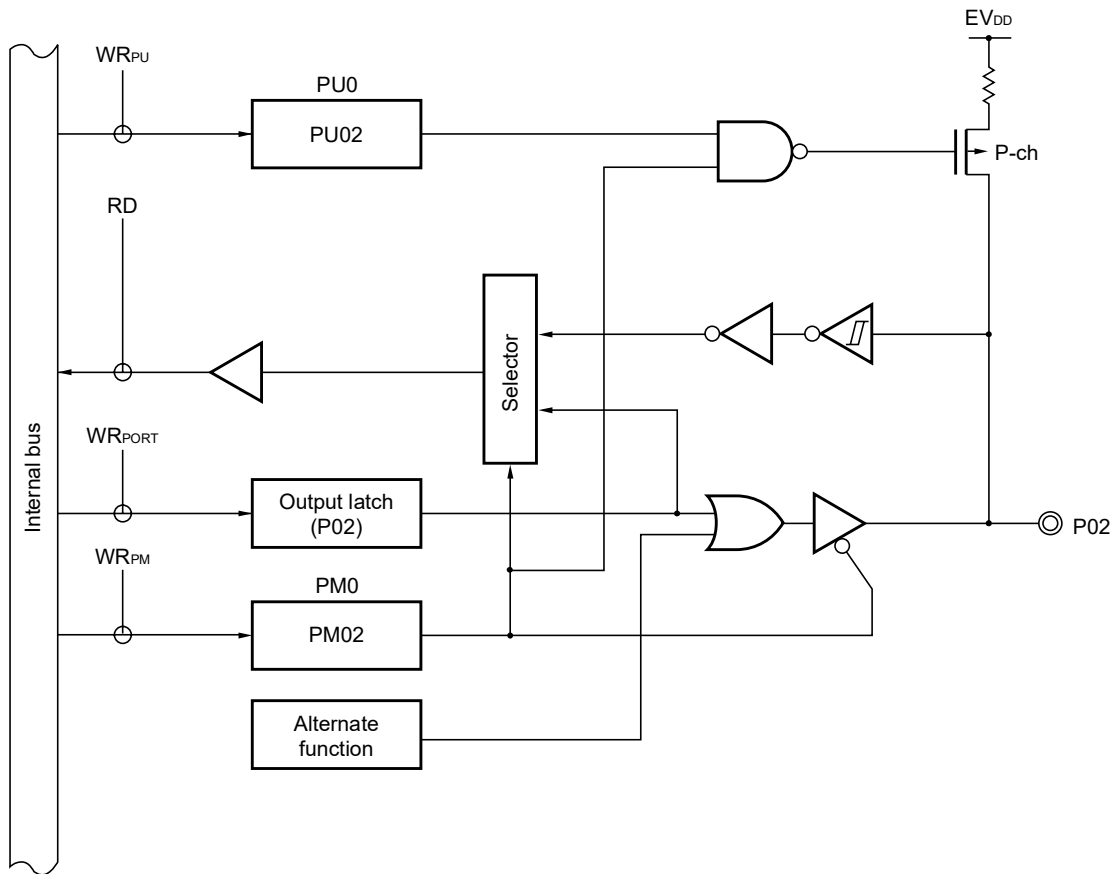 EVDD
WRPU
PU0
PU02
P-ch
RD
Selector
WRPORT
Internal bus
Output latch
(P02)
P02
WRPM
PM0
PM02
Alternate
function